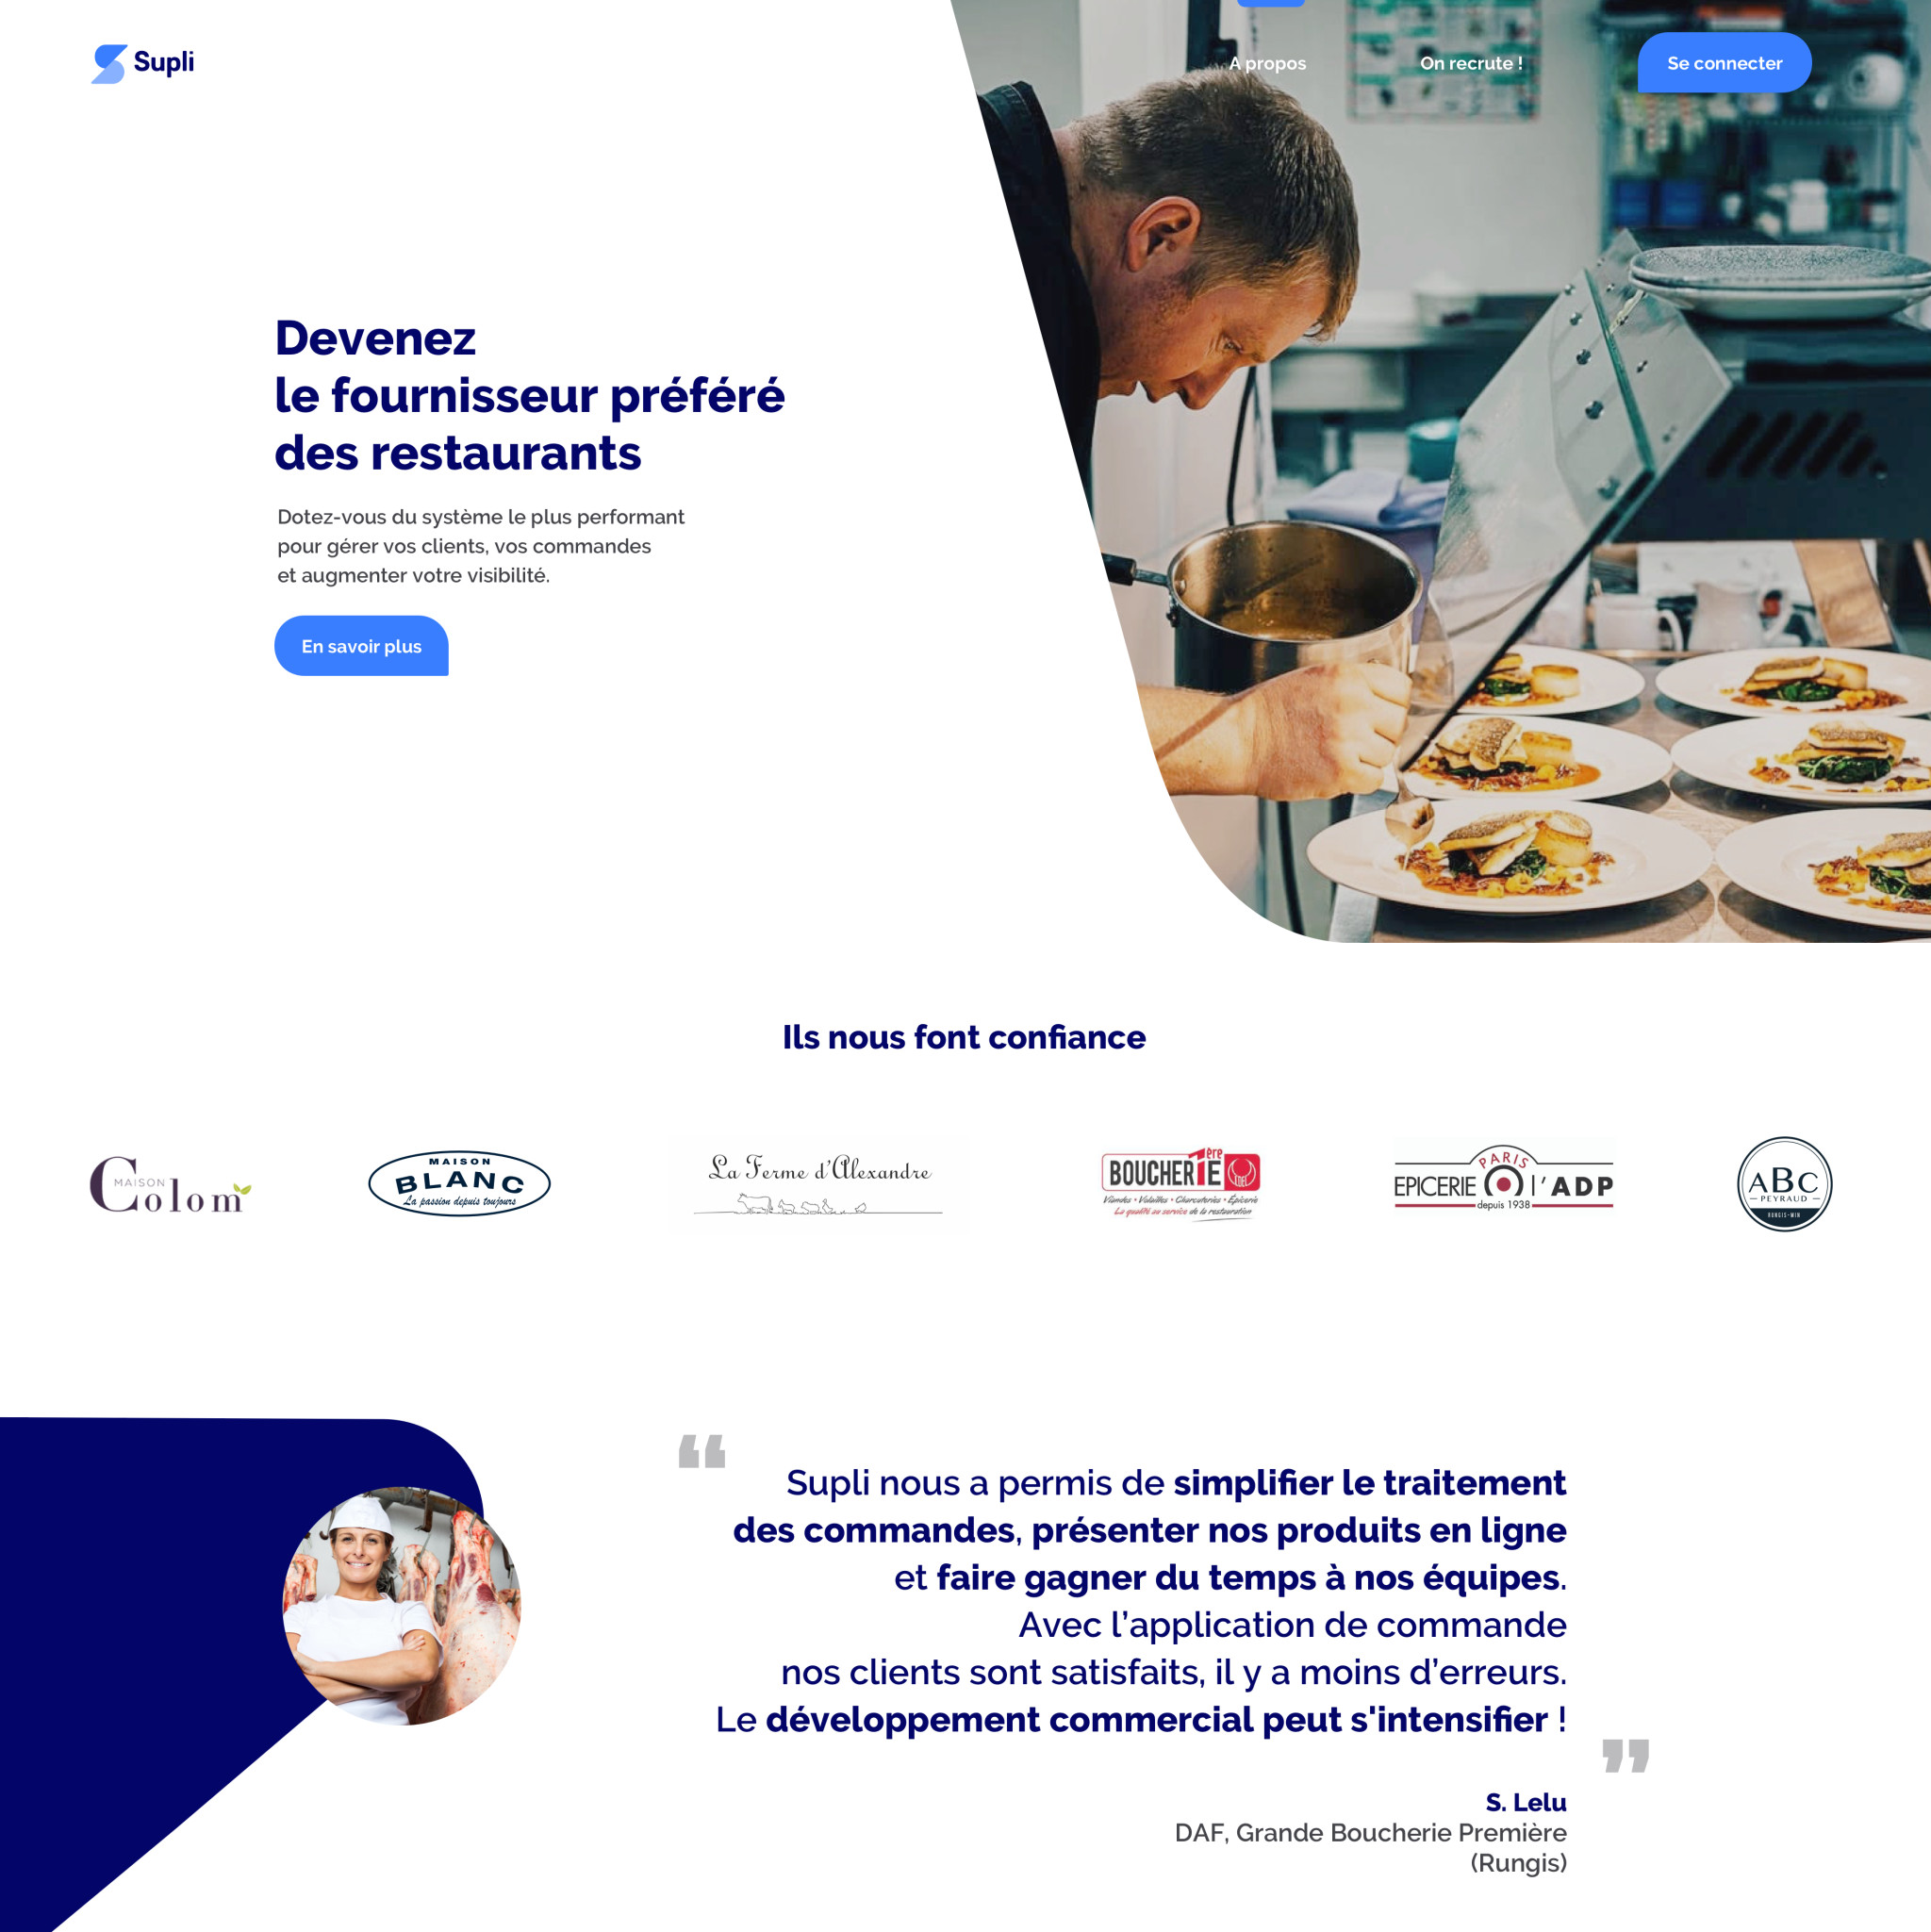 Supli
A propos
On recrute !
Se connecter
Devenez
le fournisseur préféré
des restaurants
Dotez-vous du système le plus performant
pour gérer vos clients, vos commandes
et augmenter votre visibilité.
En savoir plus
Ils nous font confiance
MAISON
Colom
MAISON
BLANC
La passion depuis toujours
La Ferme d'Alexandre
BOUCHERIE 1ère
EDEL
Viandes • Volailles • Charcuteries • Épicerie
La qualité au service de la restauration
PARIS
EPICERIE l'ADP
depuis 1938
ABC
PEYRAUD
RUNGIS-MIN
“
Supli nous a permis de simplifier le traitement
des commandes, présenter nos produits en ligne
et faire gagner du temps à nos équipes.
Avec l’application de commande
nos clients sont satisfaits, il y a moins d’erreurs.
Le développement commercial peut s'intensifier !
”
S. Lelu
DAF, Grande Boucherie Première
(Rungis)